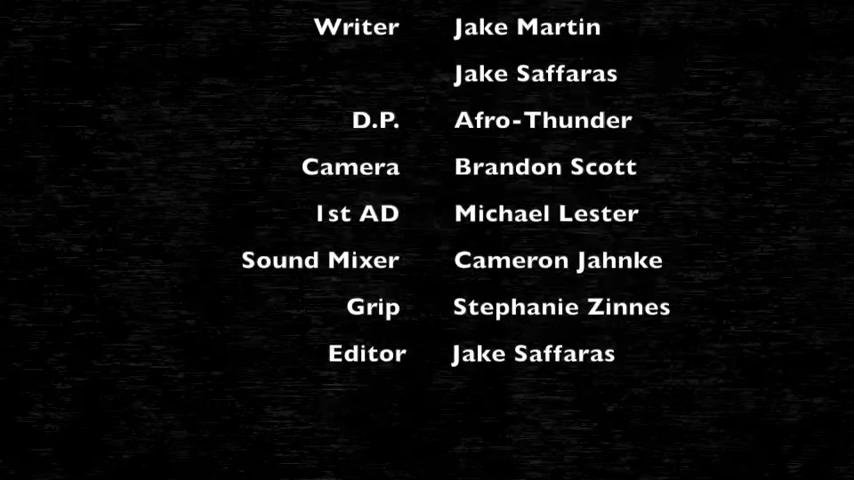 Writer Jake Martin
Jake Saffaras
D.P. Afro-Thunder
Camera Brandon Scott
1st AD Michael Lester
Sound Mixer Cameron Jahnke
Grip Stephanie Zinnes
Editor Jake Saffaras